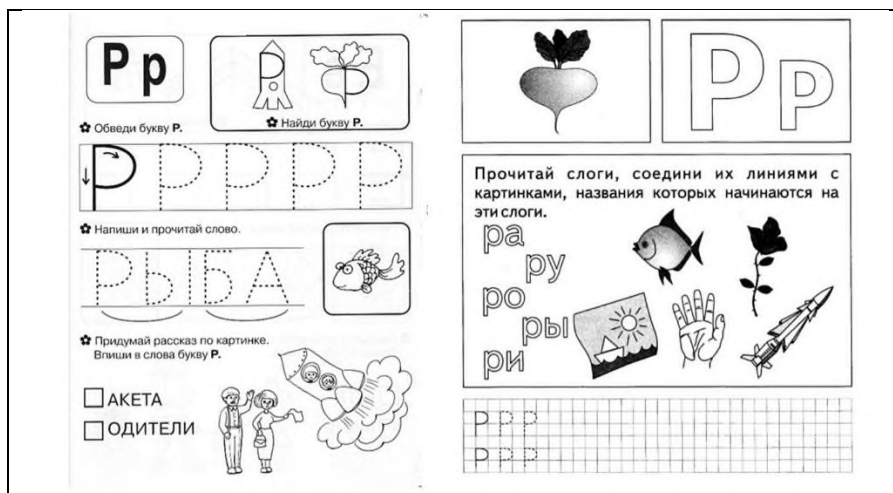 Р р
Р
Р
✿ Найди букву Р.
✿ Обведи букву Р.
Р Р Р Р Р
✿ Напиши и прочитай слово.
РЫБА
✿ Придумай рассказ по картинке.
Впиши в слова букву Р.
АКЕТА
ОДИТЕЛИ
Р р
Прочитай слоги, соедини их линиями с
картинками, названия которых начинаются на
эти слоги.
ра
ру
ро
ры
ри
Р Р Р
Р Р Р